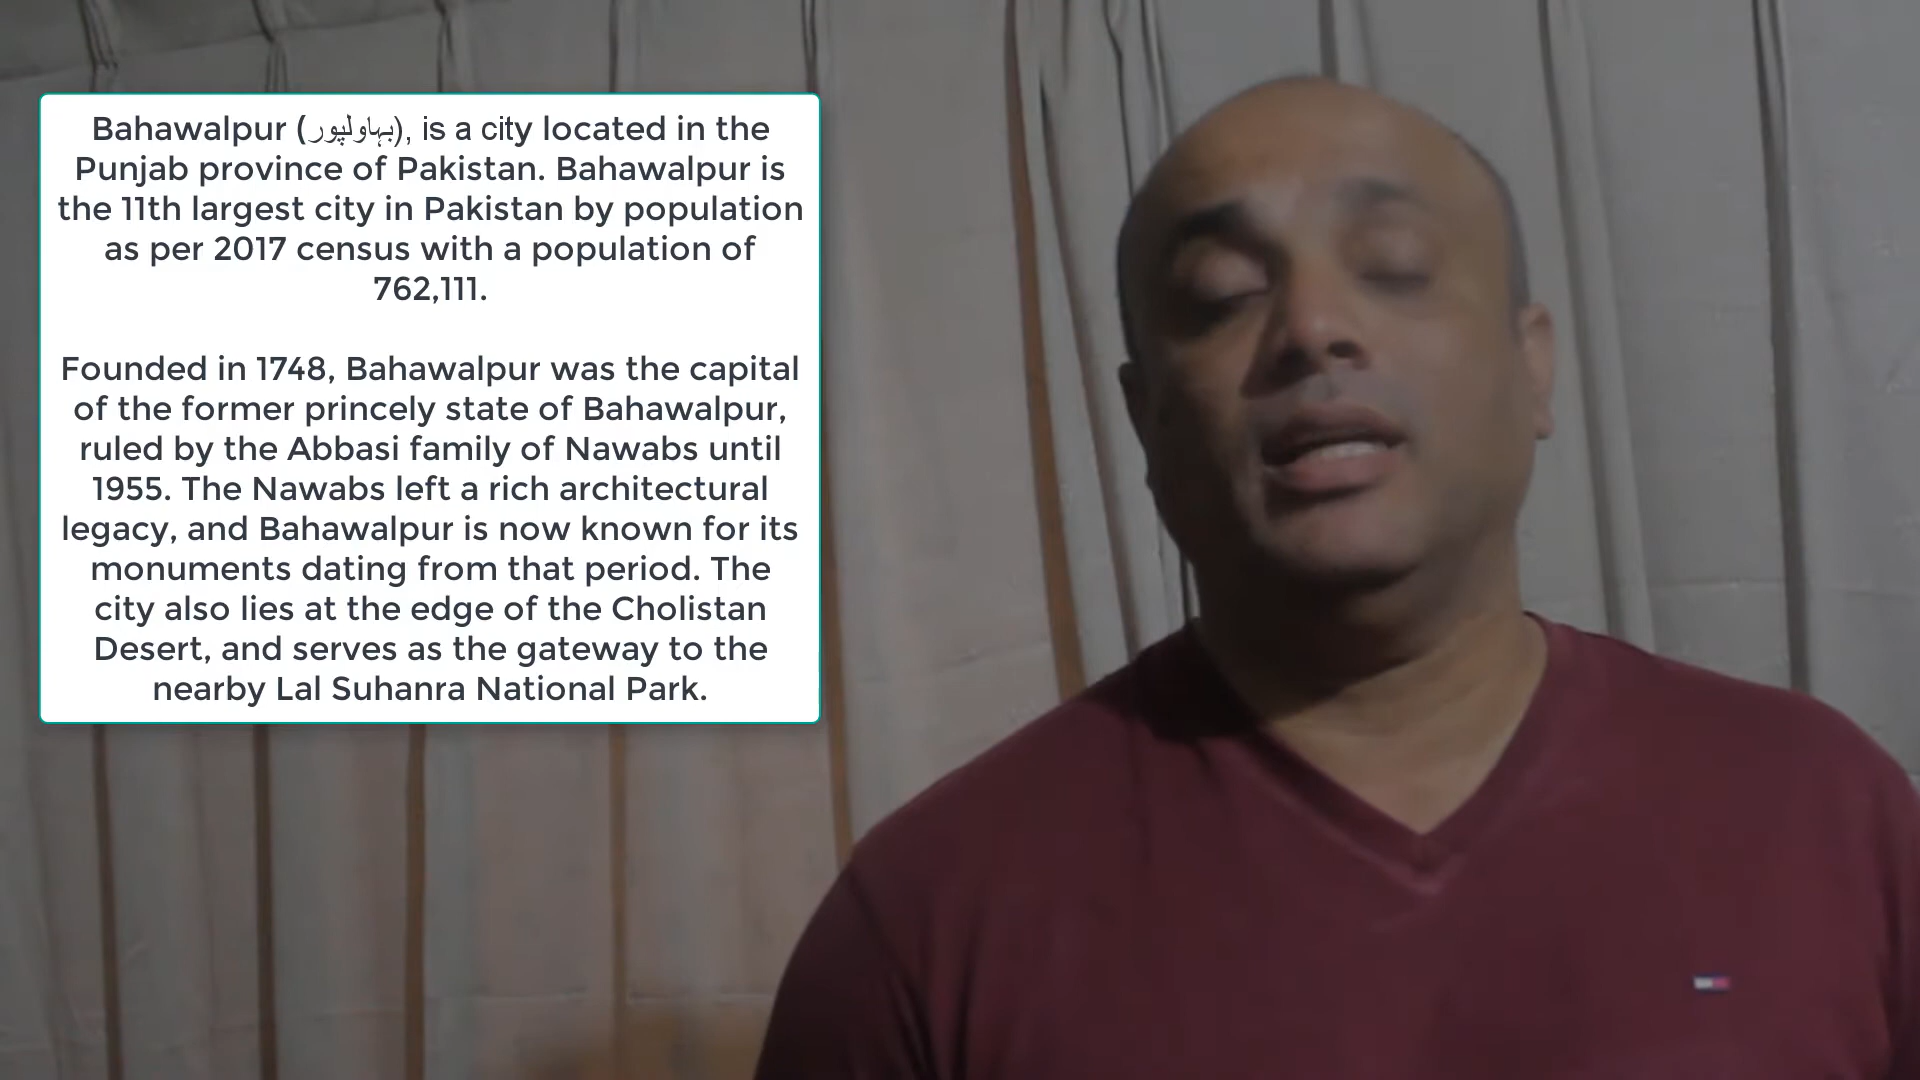 Bahawalpur (بہاولپور), is a city located in the
Punjab province of Pakistan. Bahawalpur is
the 11th largest city in Pakistan by population
as per 2017 census with a population of
762,111.
Founded in 1748, Bahawalpur was the capital
of the former princely state of Bahawalpur,
ruled by the Abbasi family of Nawabs until
1955. The Nawabs left a rich architectural
legacy, and Bahawalpur is now known for its
monuments dating from that period. The
city also lies at the edge of the Cholistan
Desert, and serves as the gateway to the
nearby Lal Suhanra National Park.